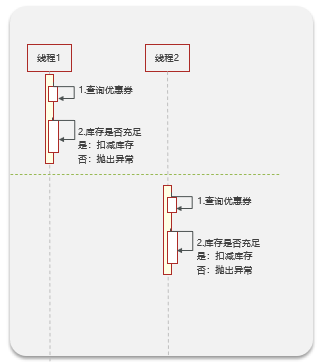 线程1
线程2
1.查询优惠券
2.库存是否充足
是：扣减库存
否：抛出异常
1.查询优惠券
2.库存是否充足
是：扣减库存
否：抛出异常